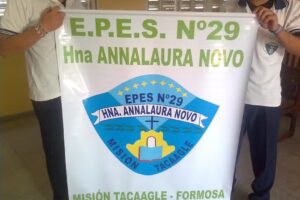 E.P.E.S. Nº29
Hna ANNALAURA NOVO
EPES Nº29
HNA. ANNALAURA NOVO
MISIÓN TACAAGLE
MISIÓN TACAAGLE - FORMOSA